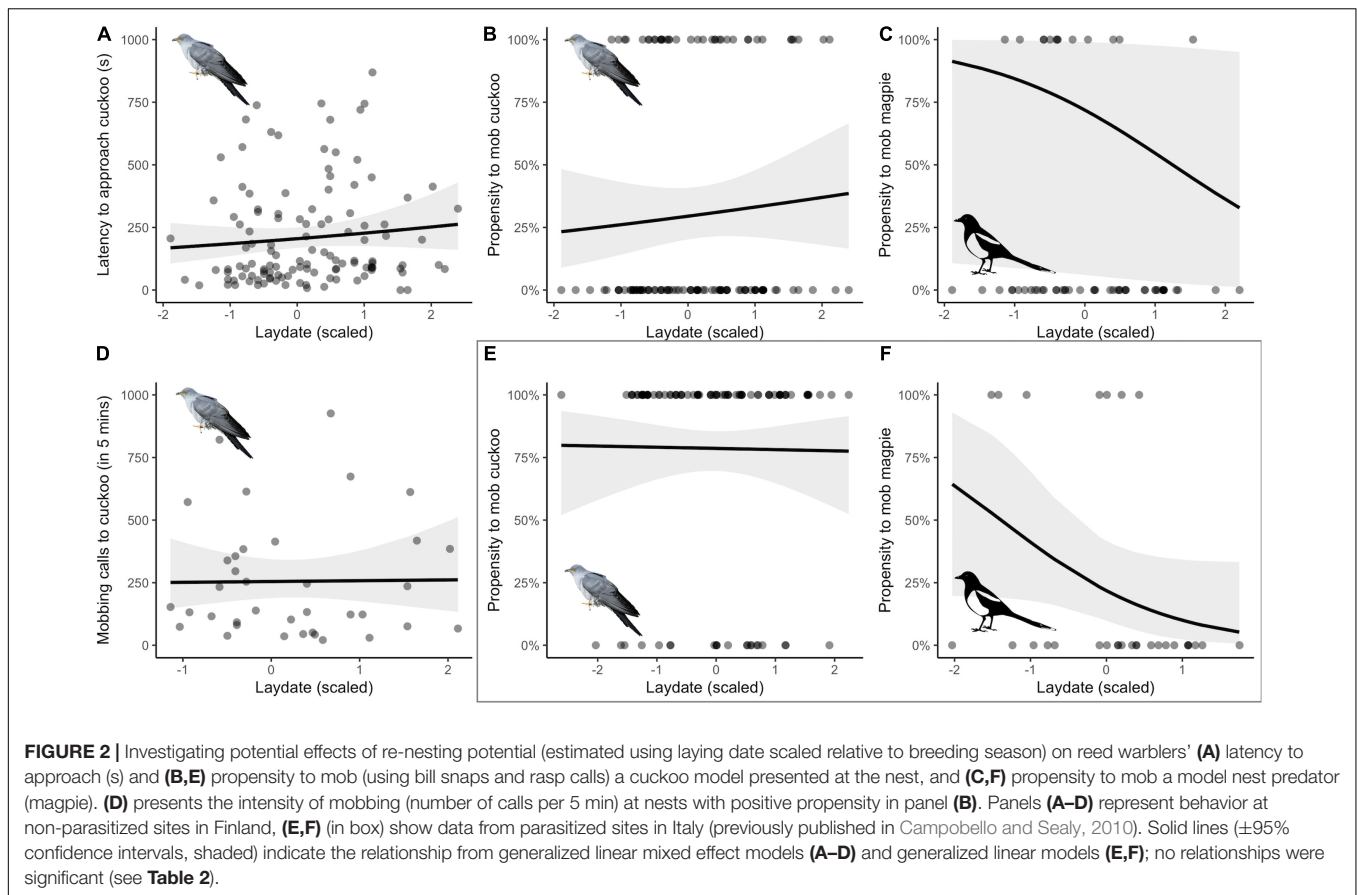 A
Latency to approach cuckoo (s)
1000
750
500
250
0
-2 -1 0 1 2
Laydate (scaled)
B
Propensity to mob cuckoo
100%
75%
50%
25%
0%
-2 -1 0 1 2
Laydate (scaled)
C
Propensity to mob magpie
100%
75%
50%
25%
0%
-2 -1 0 1 2
Laydate (scaled)
D
Mobbing calls to cuckoo (in 5 mins)
1000
750
500
250
0
-1 0 1 2
Laydate (scaled)
E
Propensity to mob cuckoo
100%
75%
50%
25%
0%
-2 -1 0 1 2
Laydate (scaled)
F
Propensity to mob magpie
100%
75%
50%
25%
0%
-2 -1 0 1
Laydate (scaled)
FIGURE 2 | Investigating potential effects of re-nesting potential (estimated using laying date scaled relative to breeding season) on reed warblers’ (A) latency to
approach (s) and (B,E) propensity to mob (using bill snaps and rasp calls) a cuckoo model presented at the nest, and (C,F) propensity to mob a model nest predator
(magpie). (D) presents the intensity of mobbing (number of calls per 5 min) at nests with positive propensity in panel (B). Panels (A–D) represent behavior at
non-parasitized sites in Finland, (E,F) (in box) show data from parasitized sites in Italy (previously published in Campobello and Sealy, 2010). Solid lines (±95%
confidence intervals, shaded) indicate the relationship from generalized linear mixed effect models (A–D) and generalized linear models (E,F); no relationships were
significant (see Table 2).